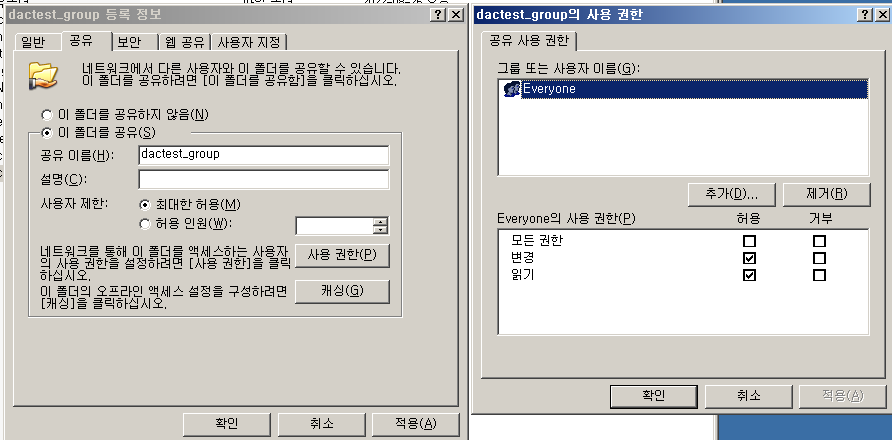 dactest_group 등록 정보
일반
공유
보안
웹 공유
사용자 지정
네트워크에서 다른 사용자와 이 폴더를 공유할 수 있습니다.
이 폴더를 공유하려면 [이 폴더를 공유함]을 클릭하십시오.
이 폴더를 공유하지 않음(N)
이 폴더를 공유(S)
공유 이름(H):
dactest_group
설명(C):
사용자 제한:
최대한 허용(M)
허용 인원(W):
네트워크를 통해 이 폴더를 액세스하는 사용자
의 사용 권한을 설정하려면 [사용 권한]을 클릭
하십시오.
사용 권한(P)
이 폴더의 오프라인 액세스 설정을 구성하려면
[캐싱]을 클릭하십시오.
캐싱(G)
확인
취소
적용(A)
dactest_group의 사용 권한
공유 사용 권한
그룹 또는 사용자 이름(G):
Everyone
추가(D)...
제거(R)
Everyone의 사용 권한(P)
허용
거부
모든 권한
변경
읽기
확인
취소
적용(A)